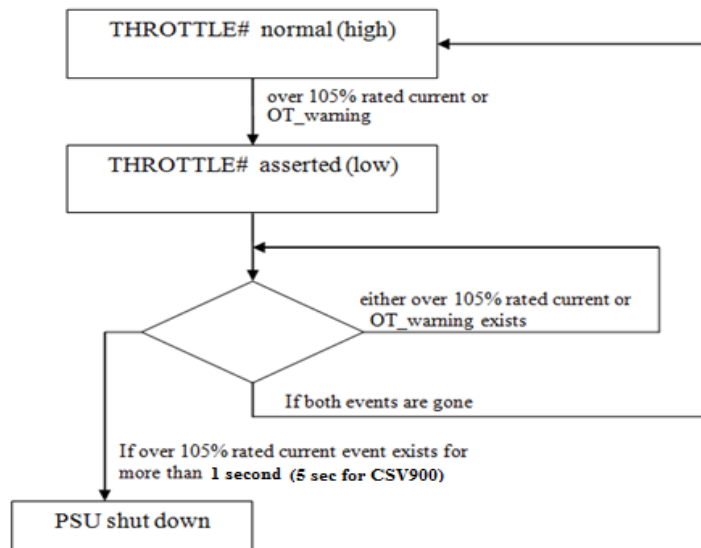 THROTTLE# normal (high)
over 105% rated current or
OT_warning
THROTTLE# asserted (low)
either over 105% rated current or
OT_warning exists
If both events are gone
If over 105% rated current event exists for
more than 1 second (5 sec for CSV900)
PSU shut down